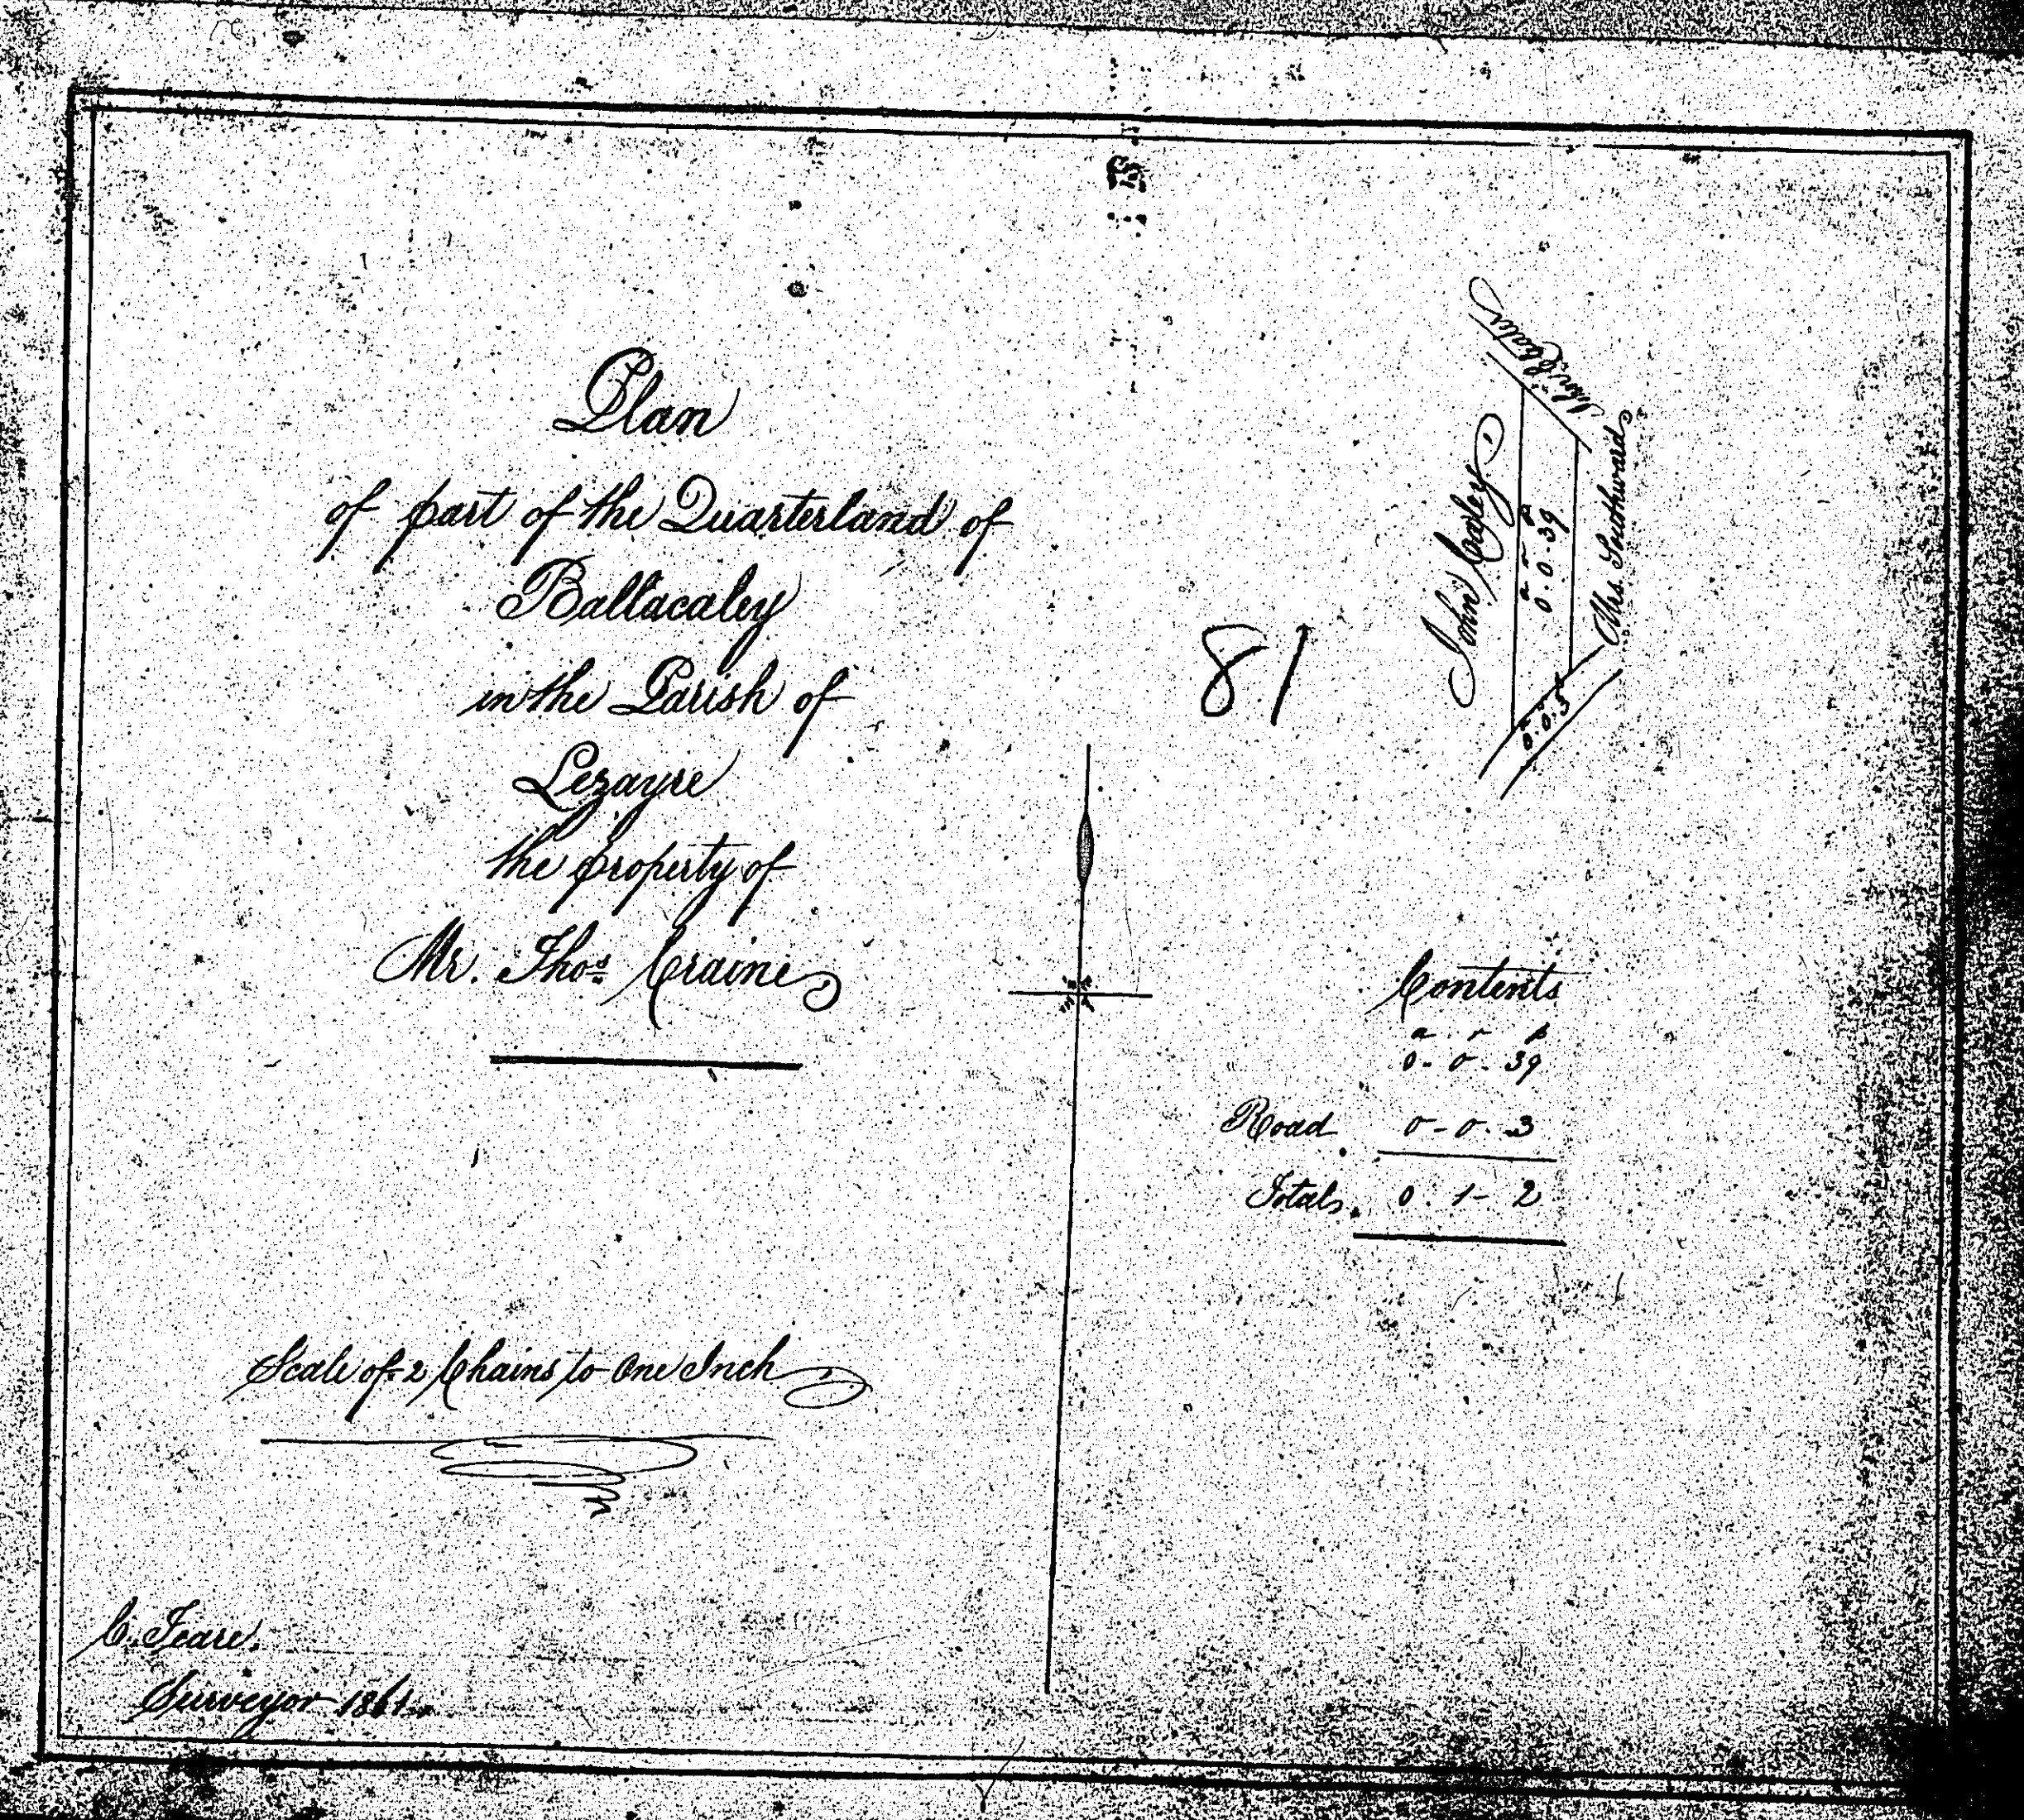 Plan
of part of the Quarterland of
Ballacaley
in the Parish of
Lezayre
the property of
Mr. Thos. Craine
Scale of 2 Chains to One Inch
C. Teare.
Surveyor 1861.
81
John
John Caley
a r p
0. 0. 39
Mrs. Southward
0. 0. 3
Contents
a r p
0 - 0 - 39
Road 0 - 0 - 3
Total 0. 1 - 2